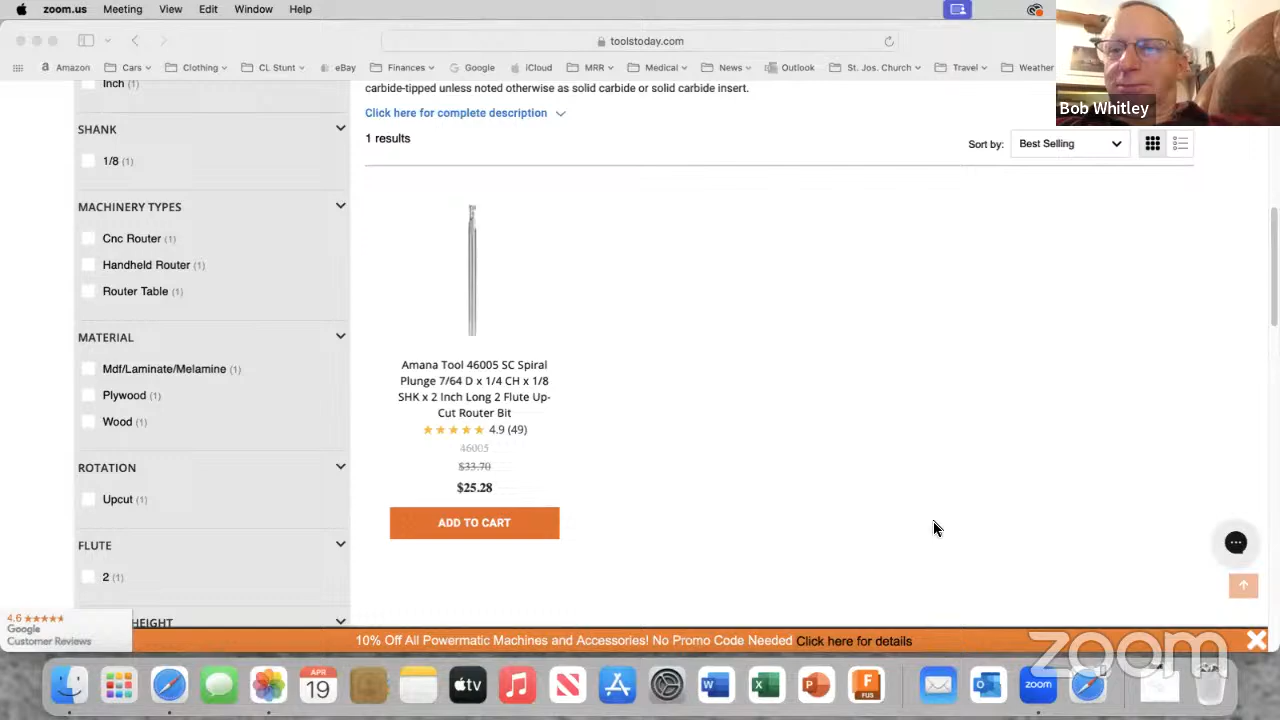 zoom.us Meeting View Edit Window Help
toolstoday.com
Amazon Cars Clothing CL Stunt eBay Finances Google iCloud MRR Medical News Outlook St. Jos. Church Travel Weather
Bob Whitley
Inch (1)
carbide-tipped unless noted otherwise as solid carbide or solid carbide insert.
Click here for complete description
1 results
Sort by: Best Selling
SHANK
1/8 (1)
MACHINERY TYPES
Cnc Router (1)
Handheld Router (1)
Router Table (1)
MATERIAL
Mdf/Laminate/Melamine (1)
Plywood (1)
Wood (1)
ROTATION
Upcut (1)
FLUTE
2 (1)
HEIGHT
Amana Tool 46005 SC Spiral
Plunge 7/64 D x 1/4 CH x 1/8
SHK x 2 Inch Long 2 Flute Up-
Cut Router Bit
4.9 (49)
46005
$33.70
$25.28
ADD TO CART
4.6
Google
Customer Reviews
10% Off All Powermatic Machines and Accessories! No Promo Code Needed Click here for details
zoom
APR
19
tv
W
X
P
F
FUS
zoom